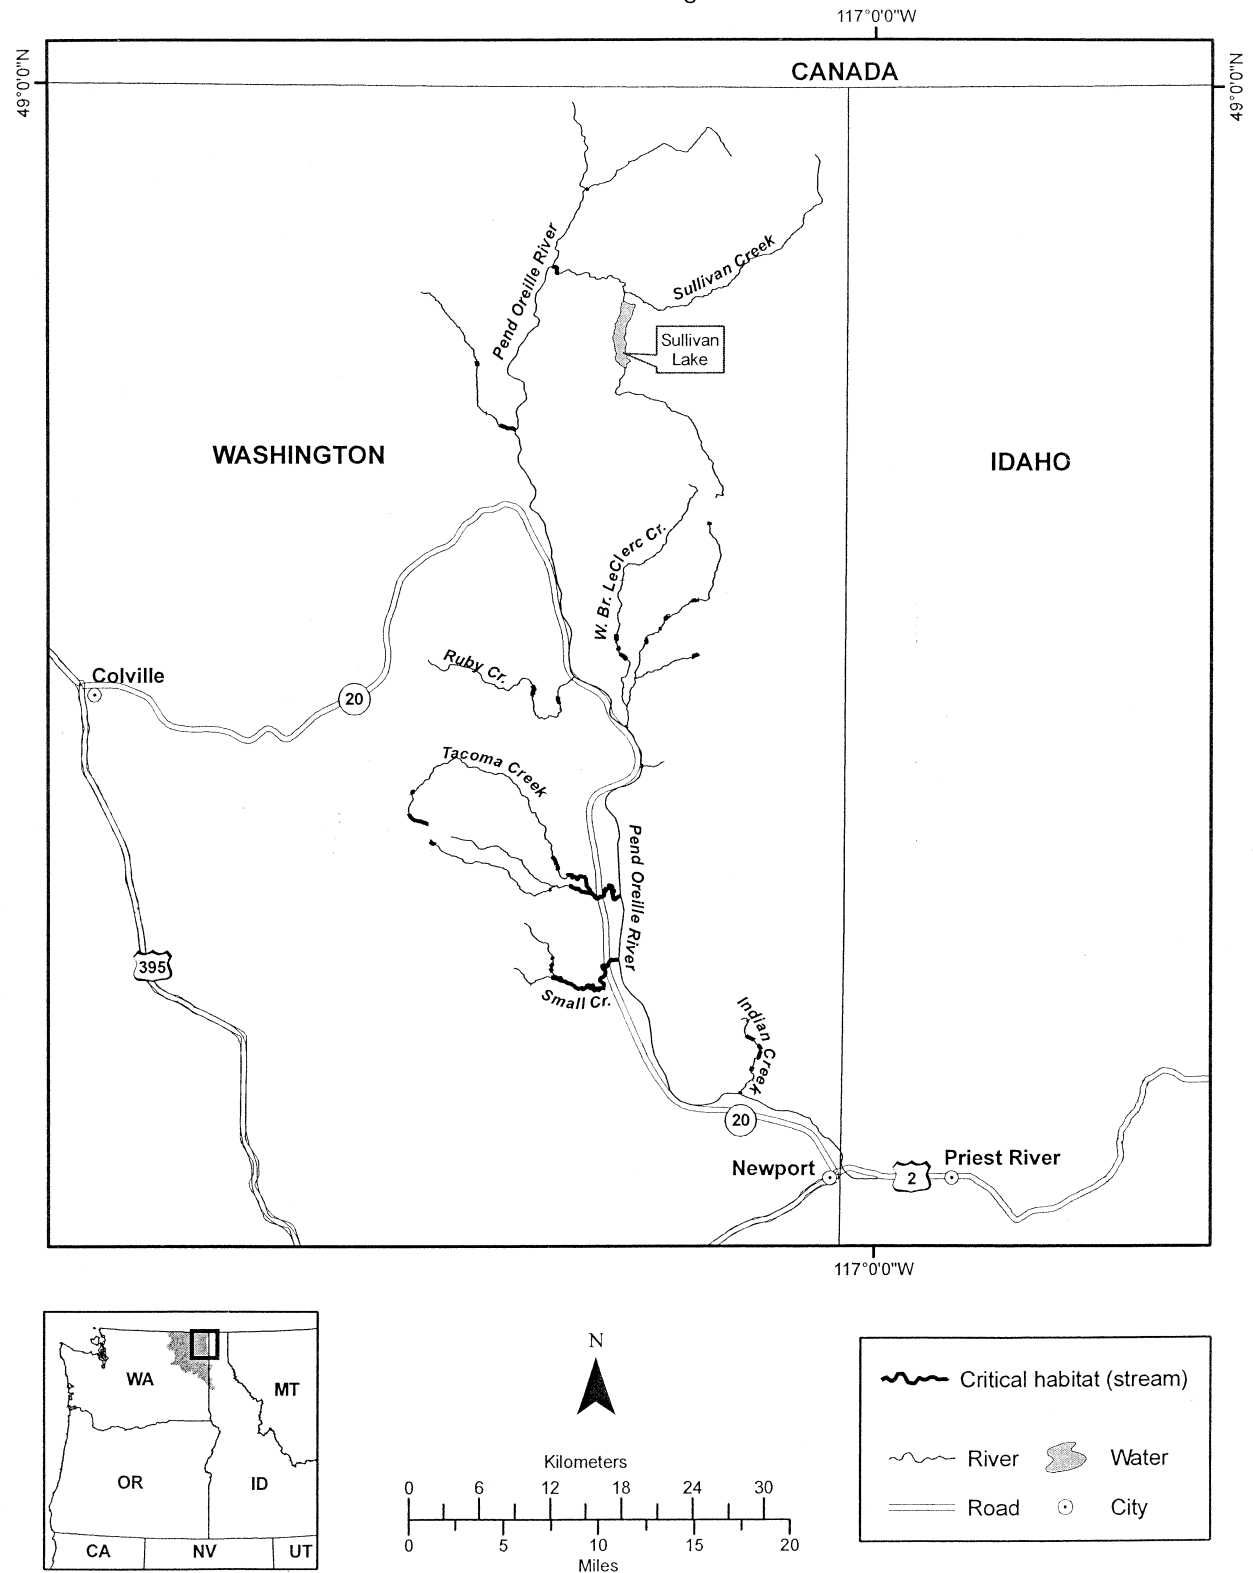 117°0'0"W
49°0'0"N
49°0'0"N
CANADA
Pend Oreille River
Sullivan Creek
Sullivan
Lake
WASHINGTON
IDAHO
W. Br. LeClerc Cr.
Ruby Cr.
Colville
20
Tacoma Creek
Pend Oreille River
395
Small Cr.
Indian Creek
20
Newport
2
Priest River
117°0'0"W
WA
MT
OR
ID
CA
NV
UT
N
Kilometers
0 6 12 18 24 30
0 5 10 15 20
Miles
Critical habitat (stream)
River
Water
Road
City